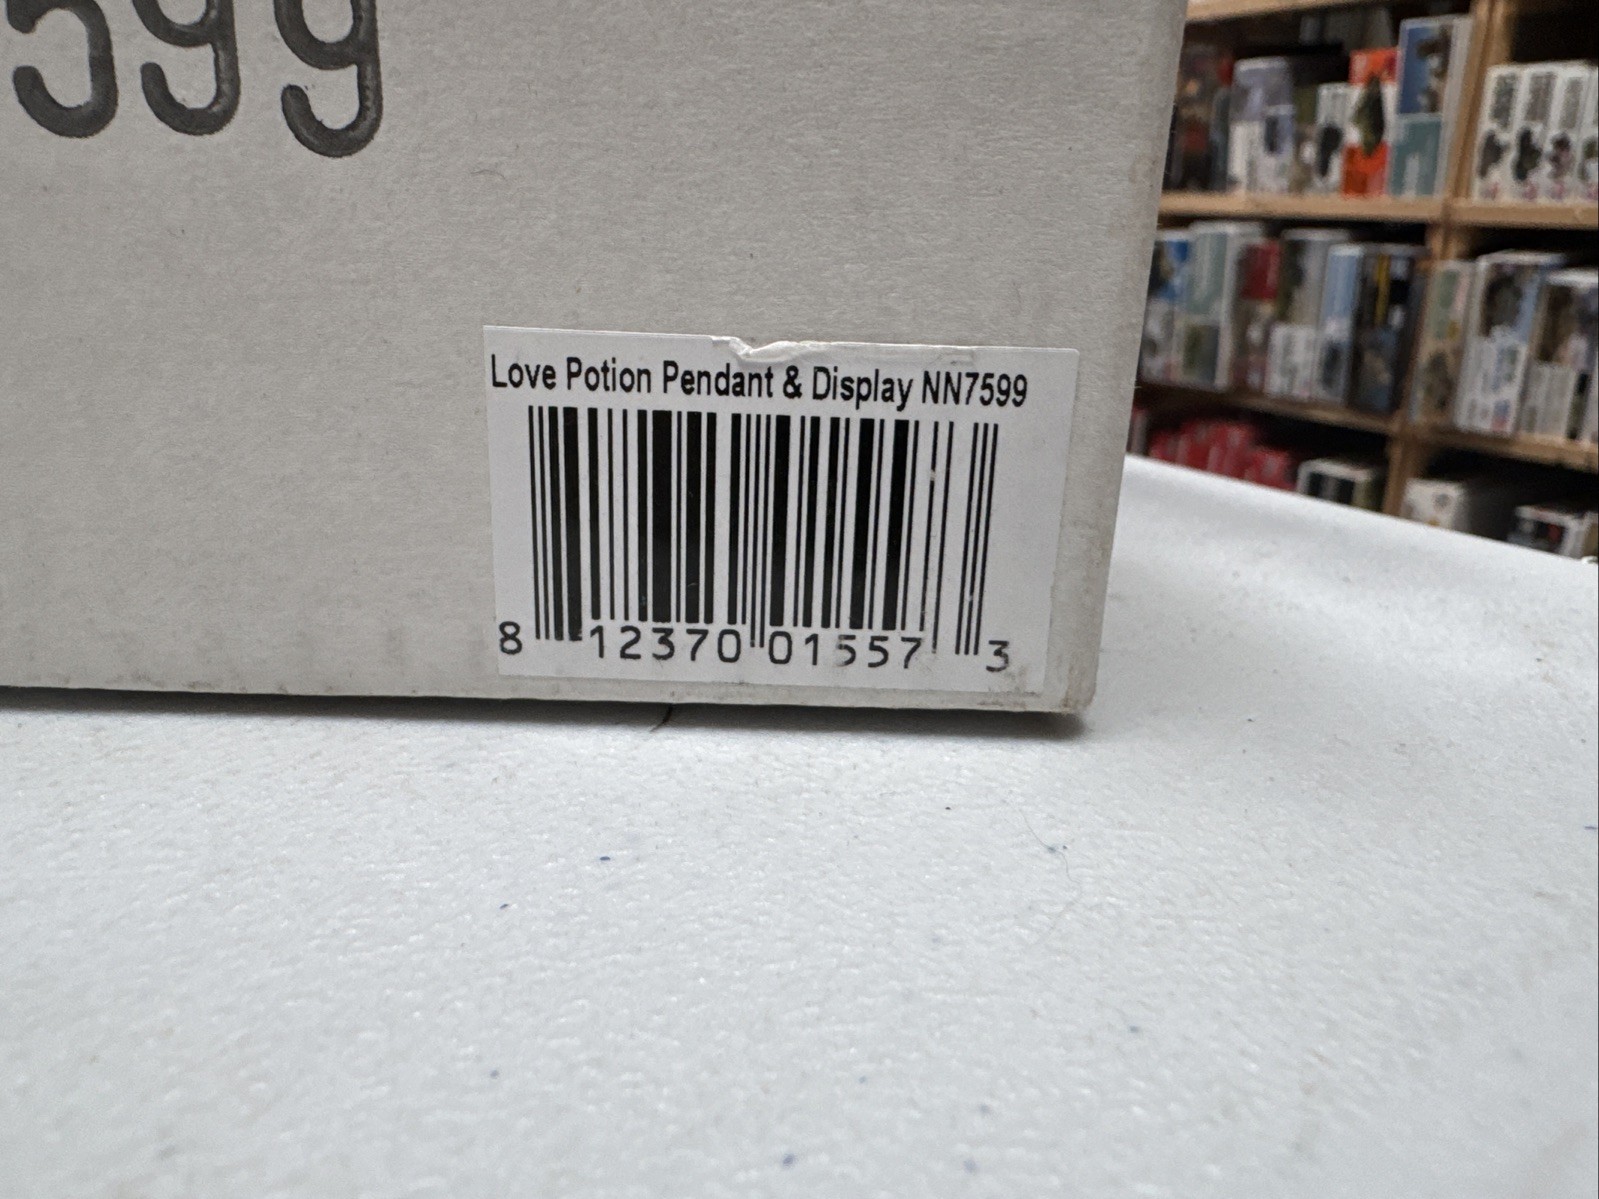 599
Love Potion Pendant & Display NN7599
8 12370 01557 3